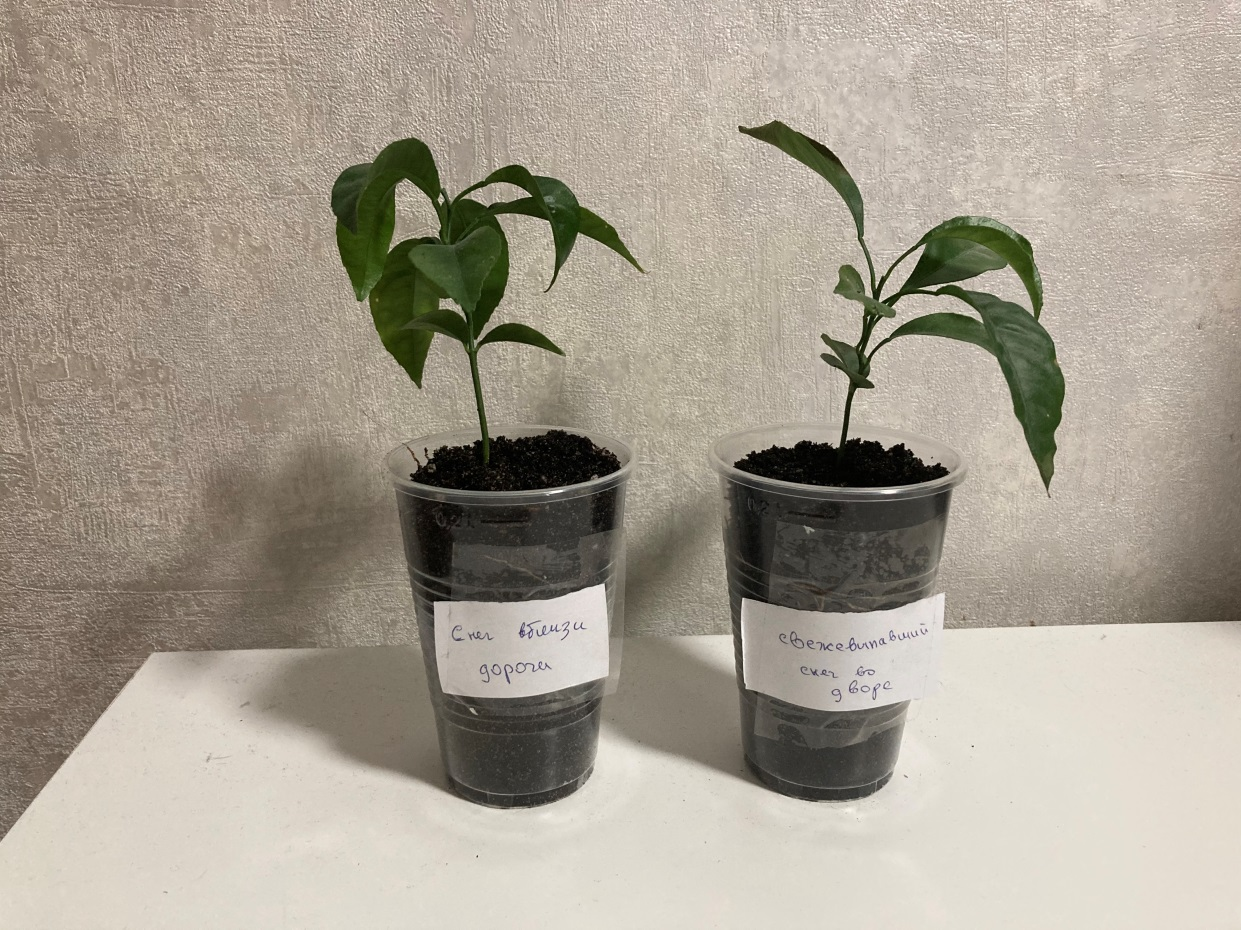 Снег вблизи
дороги
свежевыпавший
снег во
дворе